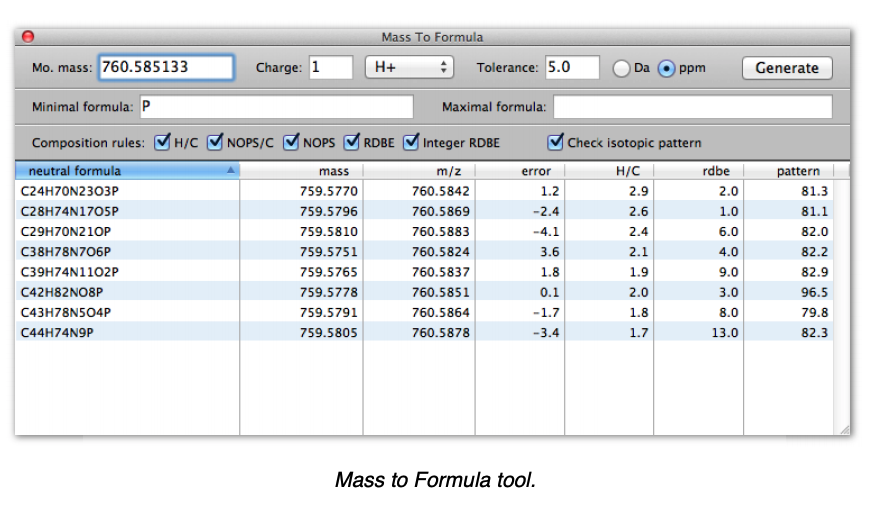 Mass To Formula
Mo. mass: 760.585133 Charge: 1 H+ Tolerance: 5.0 Da ppm Generate
Minimal formula: P Maximal formula:
Composition rules: H/C NOPS/C NOPS RDBE Integer RDBE Check isotopic pattern
neutral formula mass m/z error H/C rdbe pattern
C24H70N23O3P 759.5770 760.5842 1.2 2.9 2.0 81.3
C28H74N17O5P 759.5796 760.5869 -2.4 2.6 1.0 81.1
C29H70N21OP 759.5810 760.5883 -4.1 2.4 6.0 82.0
C38H78N7O6P 759.5751 760.5824 3.6 2.1 4.0 82.2
C39H74N11O2P 759.5765 760.5837 1.8 1.9 9.0 82.9
C42H82NO8P 759.5778 760.5851 0.1 2.0 3.0 96.5
C43H78N5O4P 759.5791 760.5864 -1.7 1.8 8.0 79.8
C44H74N9P 759.5805 760.5878 -3.4 1.7 13.0 82.3
Mass to Formula tool.